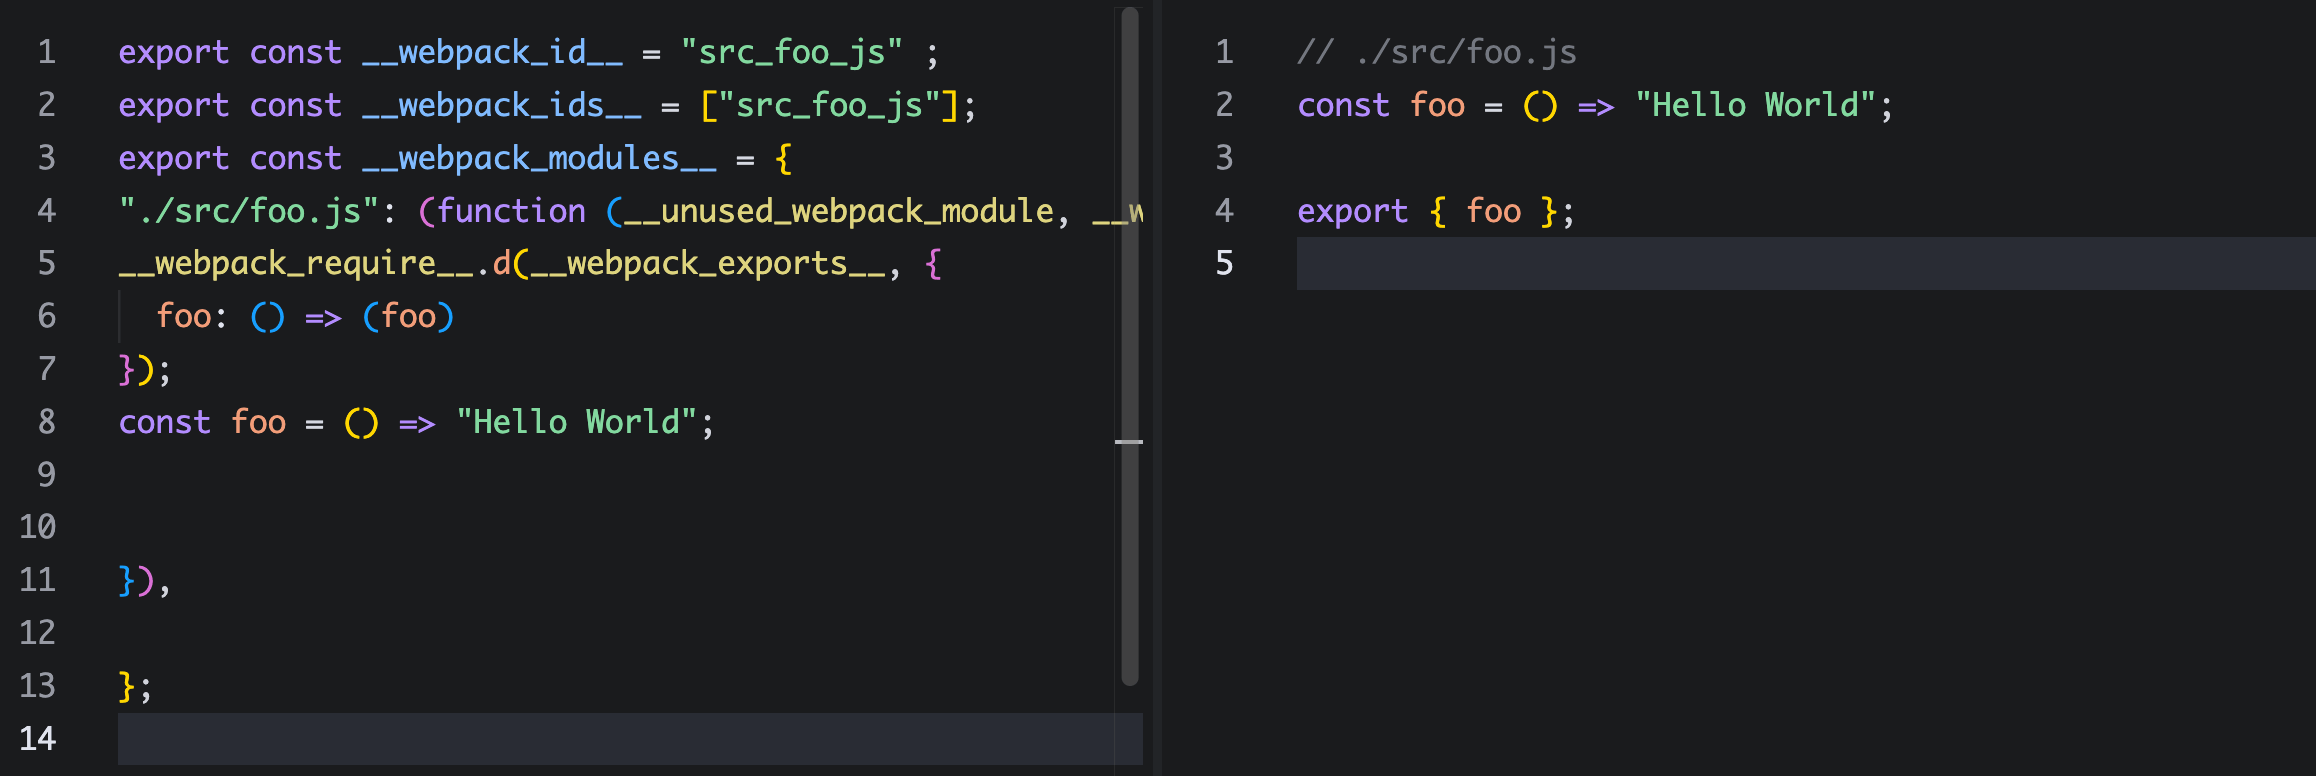 1 export const __webpack_id__ = "src_foo_js" ;
2 export const __webpack_ids__ = ["src_foo_js"];
3 export const __webpack_modules__ = {
4 "./src/foo.js": (function (__unused_webpack_module, __w
5 __webpack_require__.d(__webpack_exports__, {
6   foo: () => (foo)
7 });
8 const foo = () => "Hello World";
9
10
11 }),
12
13 };
14
1 // ./src/foo.js
2 const foo = () => "Hello World";
3
4 export { foo };
5